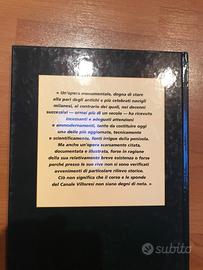 « Un'opera monumentale, degna di stare
alla pari degli antichi e più celebrati navigli
milanesi, al contrario dei quali, nei decenni
successivi — ormai più di un secolo — ha ricevuto
incessanti e adeguati attenzioni
e ammodernamenti, tanto da costituire oggi
una delle più aggiornate, tecnicamente
e scientificamente, fonti irrigue della penisola.
Ma anche un'opera scarsamente citata,
documentata e illustrata, forse in ragione
della sua relativamente breve esistenza o forse
perché presso le sue rive non si sono verificati
avvenimenti di particolare rilievo storico.
Ciò non significa che il corso e le sponde
del Canale Villoresi non siano degni di nota. »
subito